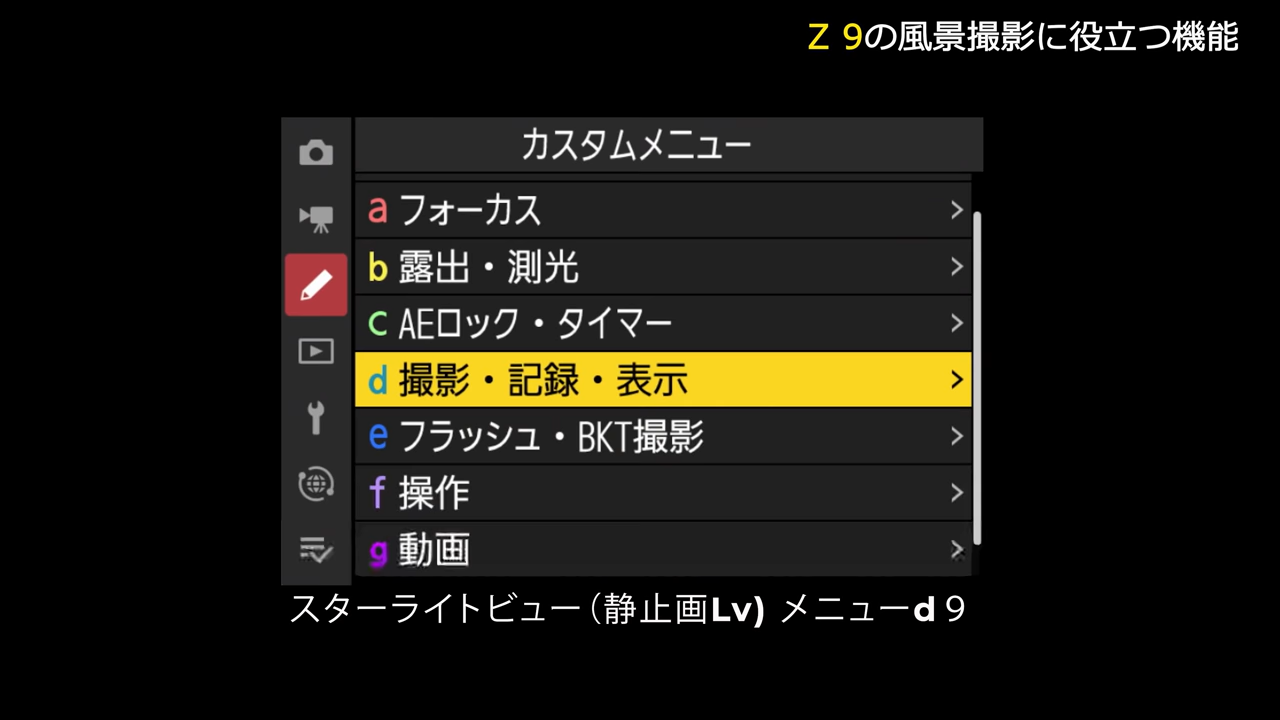 Z 9の風景撮影に役立つ機能
カスタムメニュー
a フォーカス
b 露出・測光
c AEロック・タイマー
d 撮影・記録・表示
e フラッシュ・BKT撮影
f 操作
g 動画
スターライトビュー（静止画Lv) メニューd９